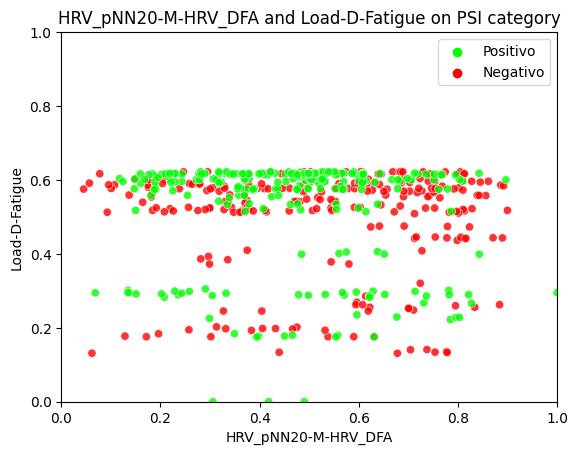 HRV_pNN20-M-HRV_DFA and Load-D-Fatigue on PSI category
Positivo
Negativo
1.0
0.8
0.6
0.4
0.2
0.0
Load-D-Fatigue
0.0 0.2 0.4 0.6 0.8 1.0
HRV_pNN20-M-HRV_DFA